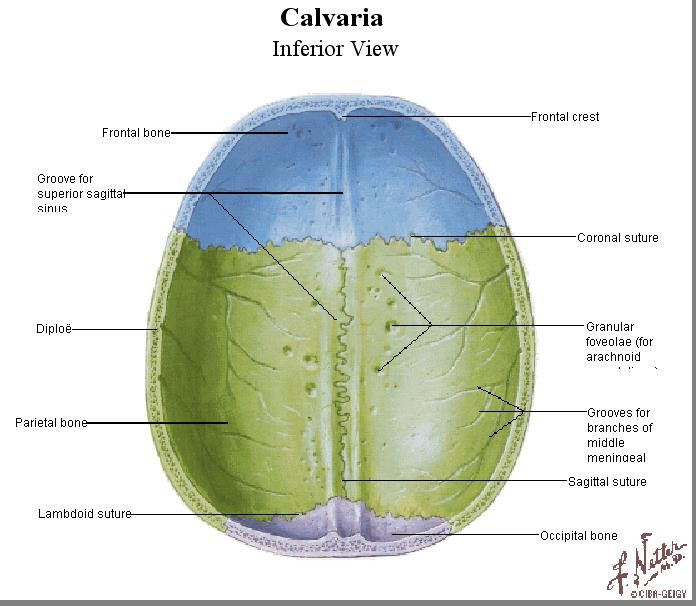 Calvaria
Inferior View
Frontal crest
Frontal bone
Groove for
superior sagittal
sinus
Coronal suture
Diploë
Granular
foveolae (for
arachnoid
Parietal bone
Grooves for
branches of
middle
meningeal
Sagittal suture
Lambdoid suture
Occipital bone
F. Netter
M.D.
© CIBA-GEIGY